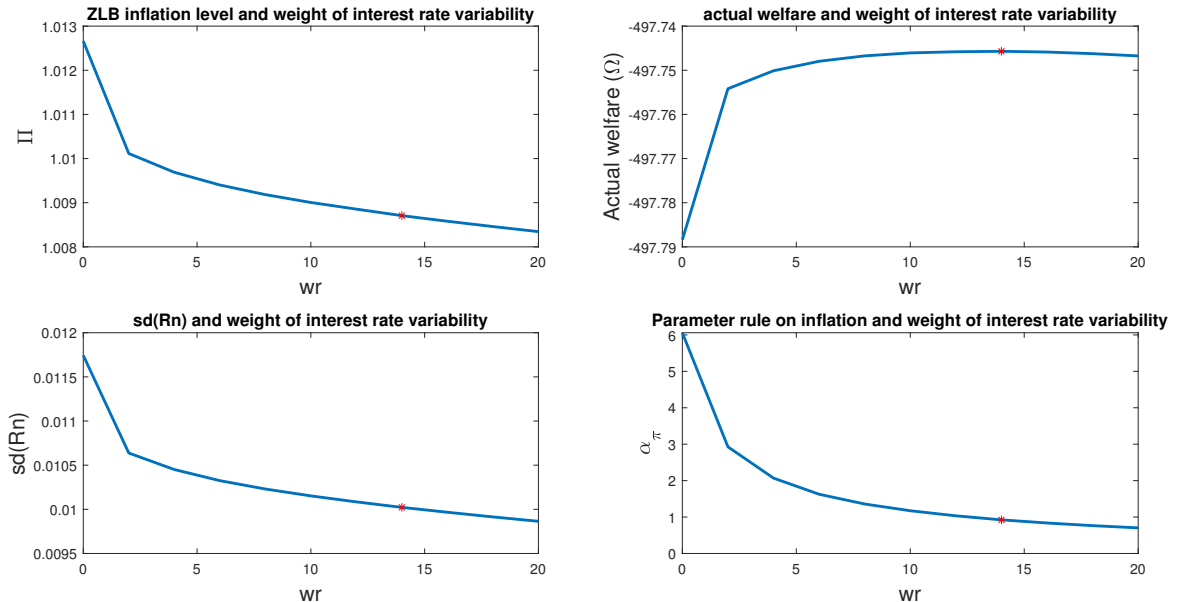 ZLB inflation level and weight of interest rate variability
1.013
1.012
1.011
1.01
1.009
1.008
Π
0 5 10 15 20
wr
actual welfare and weight of interest rate variability
-497.74
-497.75
-497.76
-497.77
-497.78
-497.79
Actual welfare (Ω)
0 5 10 15 20
wr
sd(Rn) and weight of interest rate variability
0.012
0.0115
0.011
0.0105
0.01
0.0095
sd(Rn)
0 5 10 15 20
wr
Parameter rule on inflation and weight of interest rate variability
6
5
4
3
2
1
0
α_π
0 5 10 15 20
wr